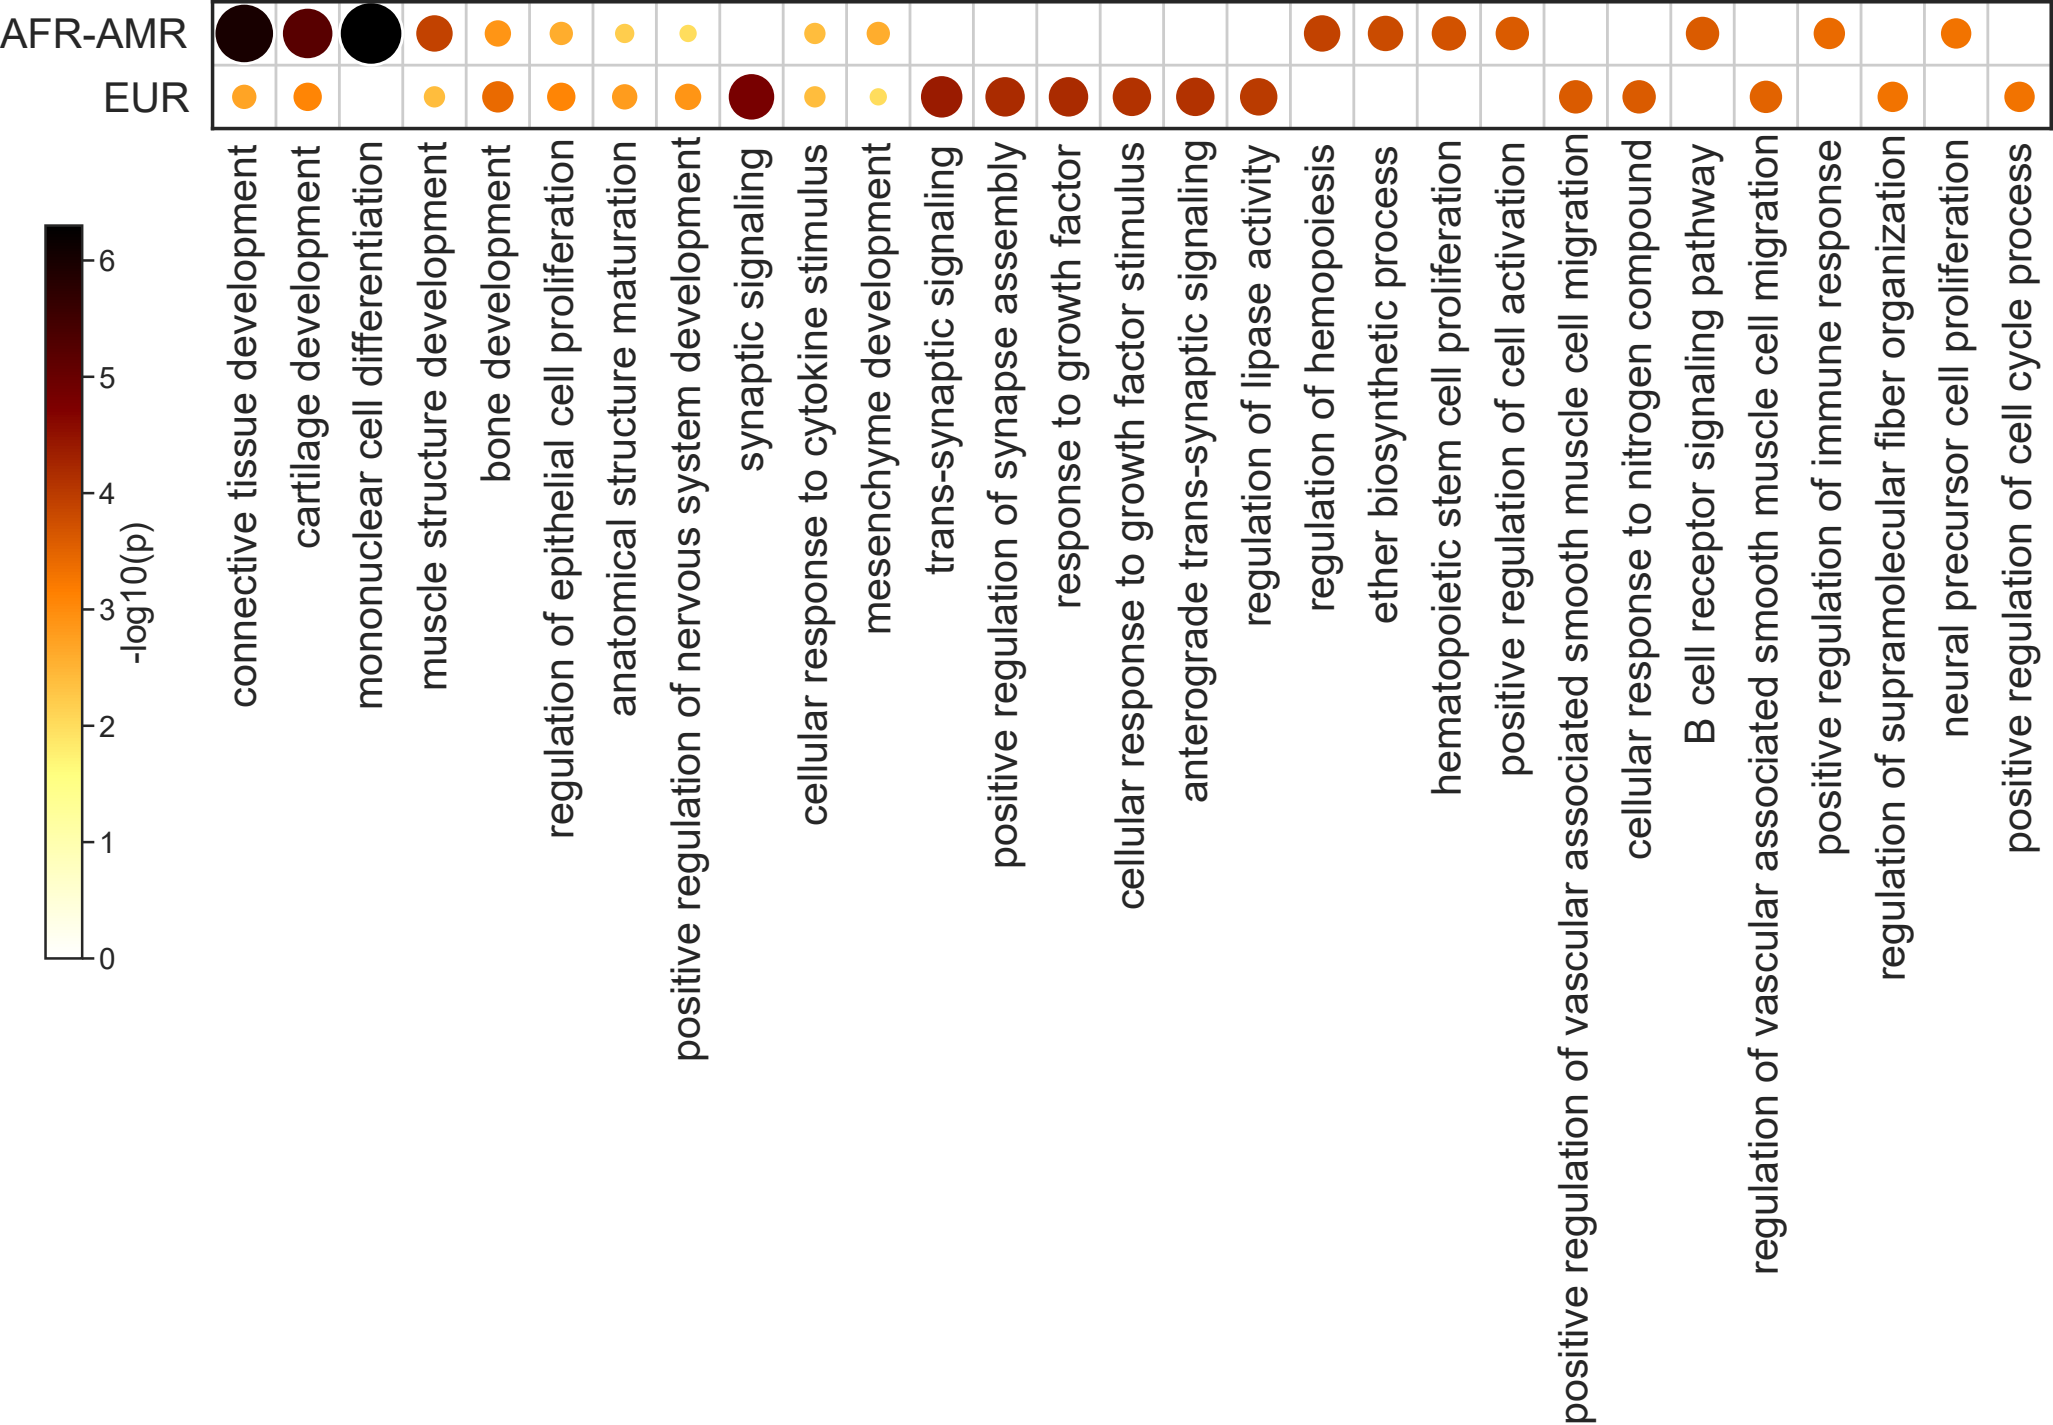 AFR-AMR
EUR
connective tissue development
cartilage development
mononuclear cell differentiation
muscle structure development
bone development
regulation of epithelial cell proliferation
anatomical structure maturation
positive regulation of nervous system development
synaptic signaling
cellular response to cytokine stimulus
mesenchyme development
trans-synaptic signaling
positive regulation of synapse assembly
response to growth factor
cellular response to growth factor stimulus
anterograde trans-synaptic signaling
regulation of lipase activity
regulation of hemopoiesis
ether biosynthetic process
hematopoietic stem cell proliferation
positive regulation of cell activation
positive regulation of vascular associated smooth muscle cell migration
cellular response to nitrogen compound
B cell receptor signaling pathway
regulation of vascular associated smooth muscle cell migration
positive regulation of immune response
regulation of supramolecular fiber organization
neural precursor cell proliferation
positive regulation of cell cycle process
6
5
4
3
2
1
0
-log10(p)